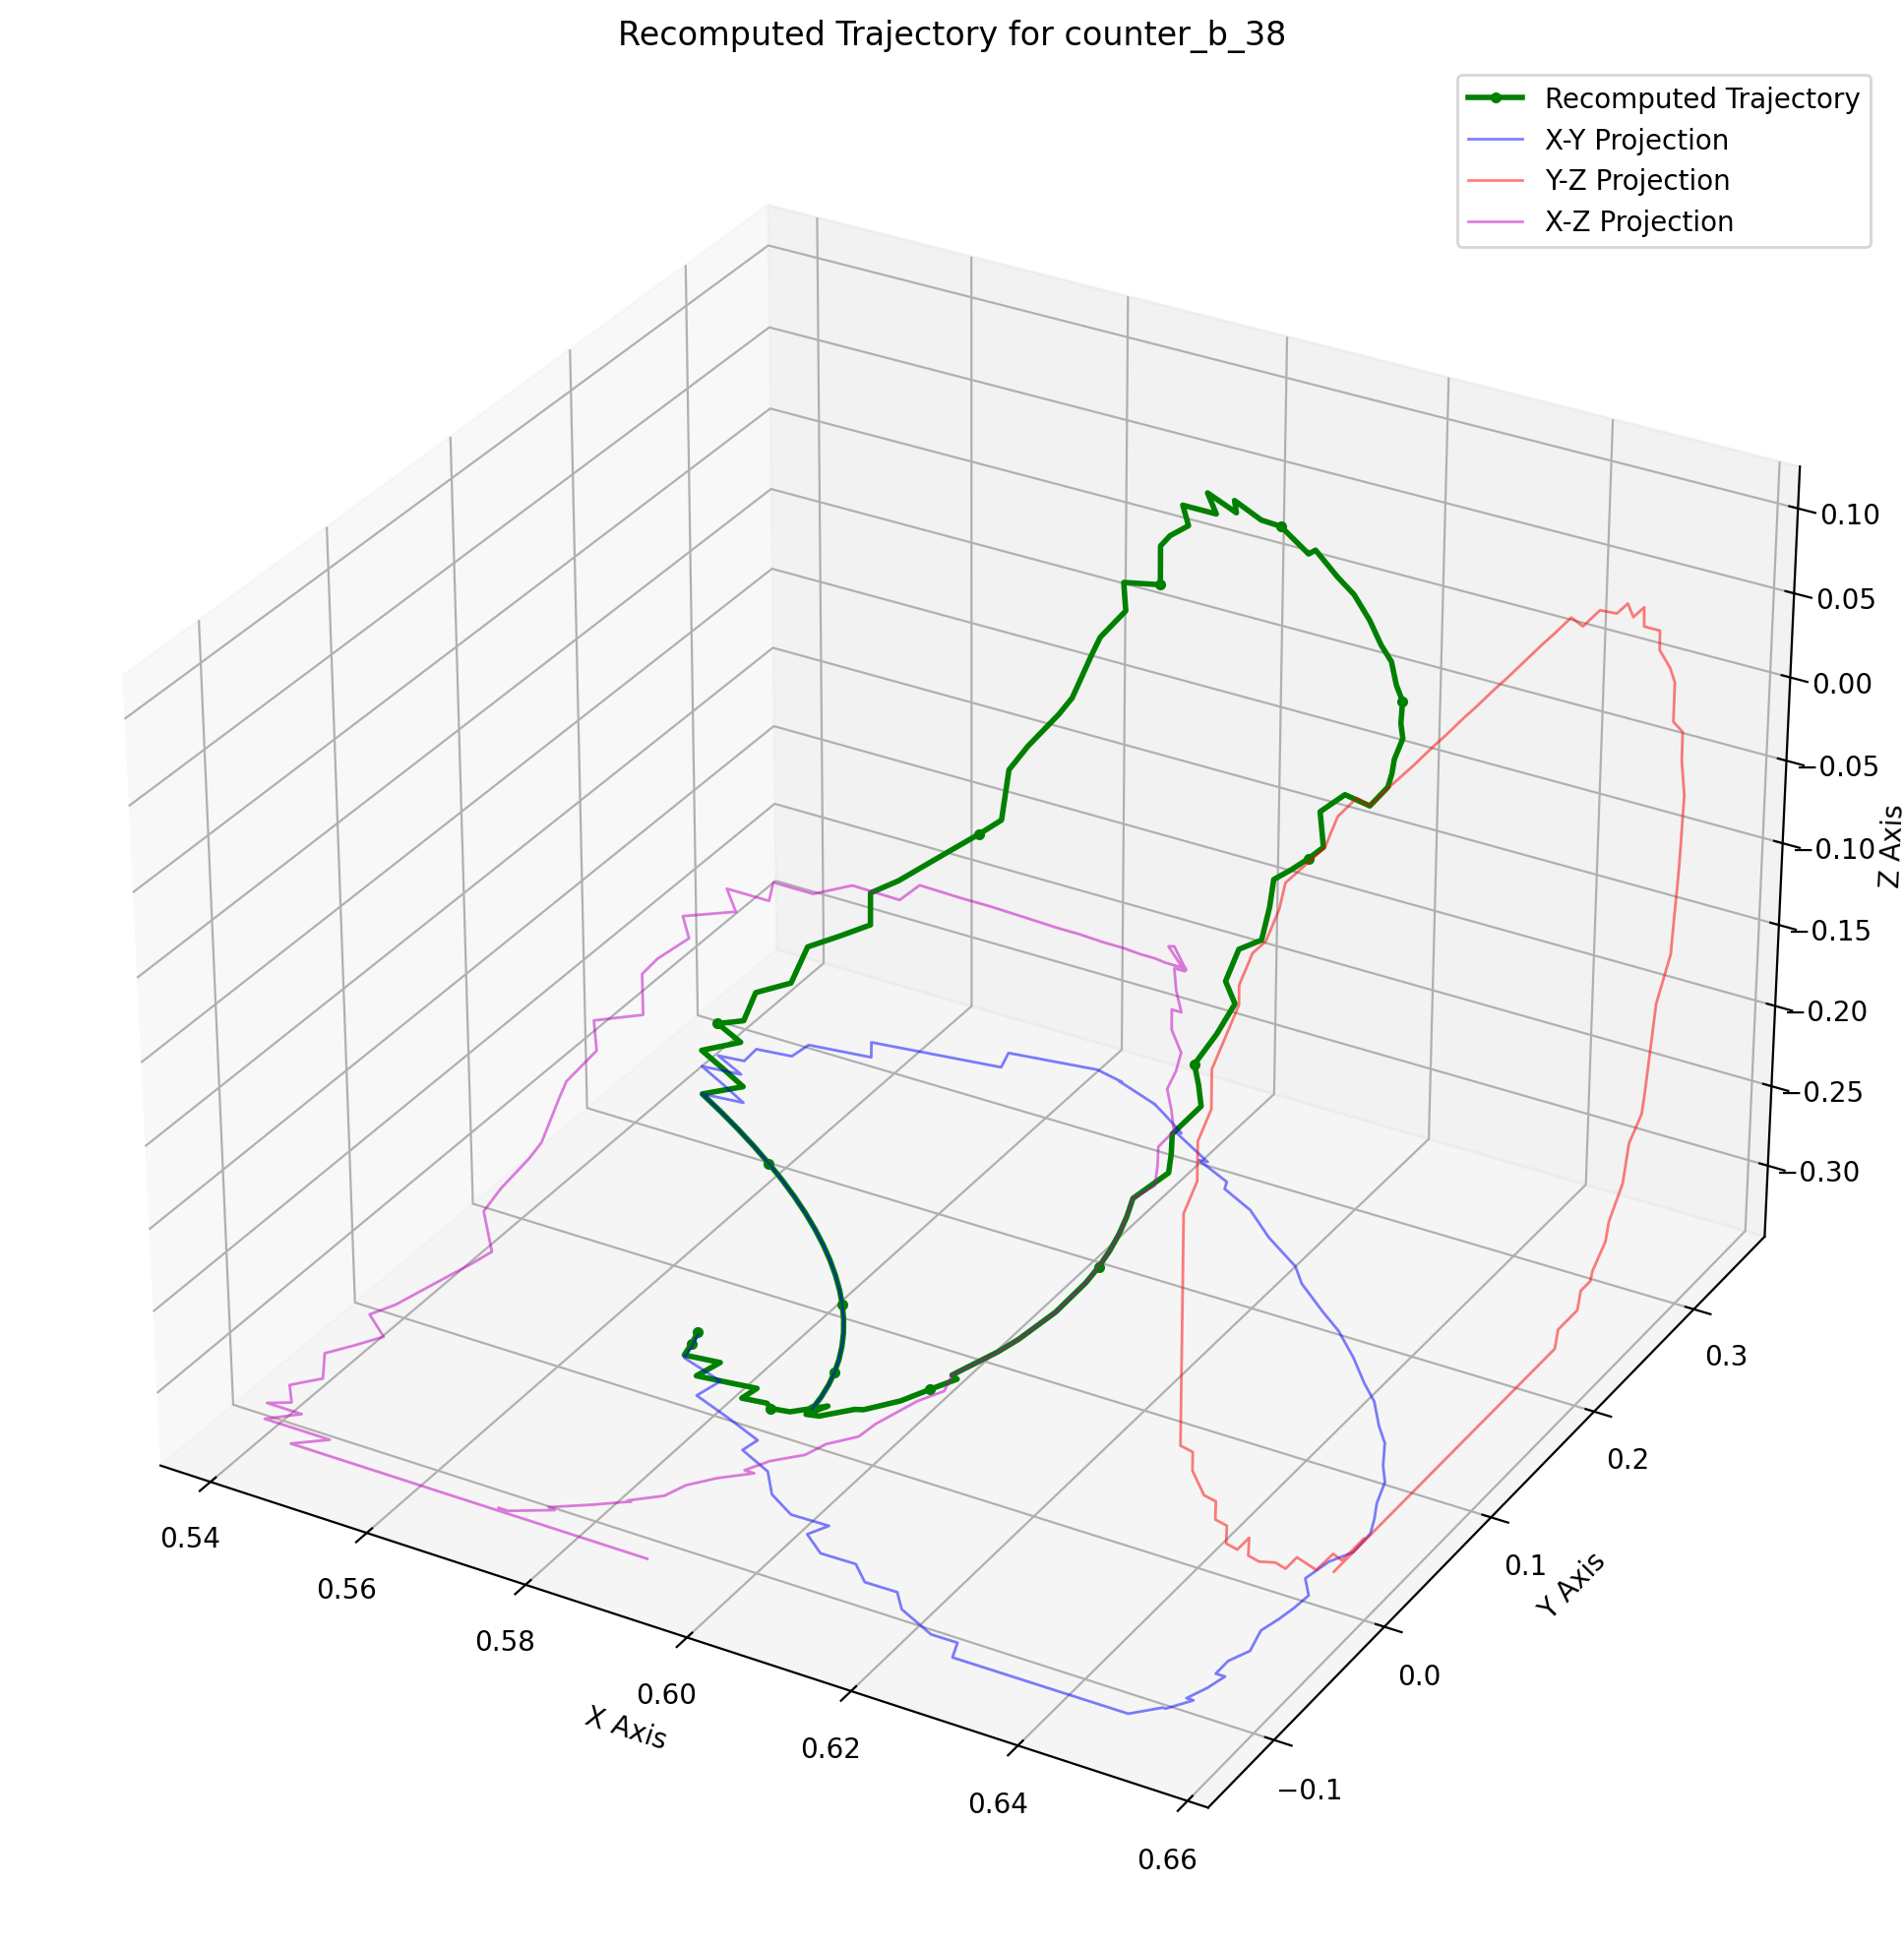 Recomputed Trajectory for counter_b_38
Recomputed Trajectory
X-Y Projection
Y-Z Projection
X-Z Projection
0.10
0.05
0.00
−0.05
−0.10
−0.15
−0.20
−0.25
−0.30
Z Axis
0.3
0.2
0.1
0.0
−0.1
Y Axis
0.54
0.56
0.58
0.60
0.62
0.64
0.66
X Axis